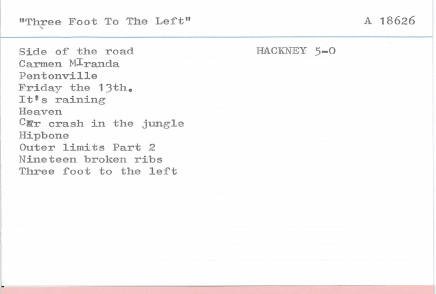 "Three Foot To The Left" A 18626
Side of the road HACKNEY 5-0
Carmen MIranda
Pentonville
Friday the 13th.
It's raining
Heaven
Car crash in the jungle
Hipbone
Outer limits Part 2
Nineteen broken ribs
Three foot to the left